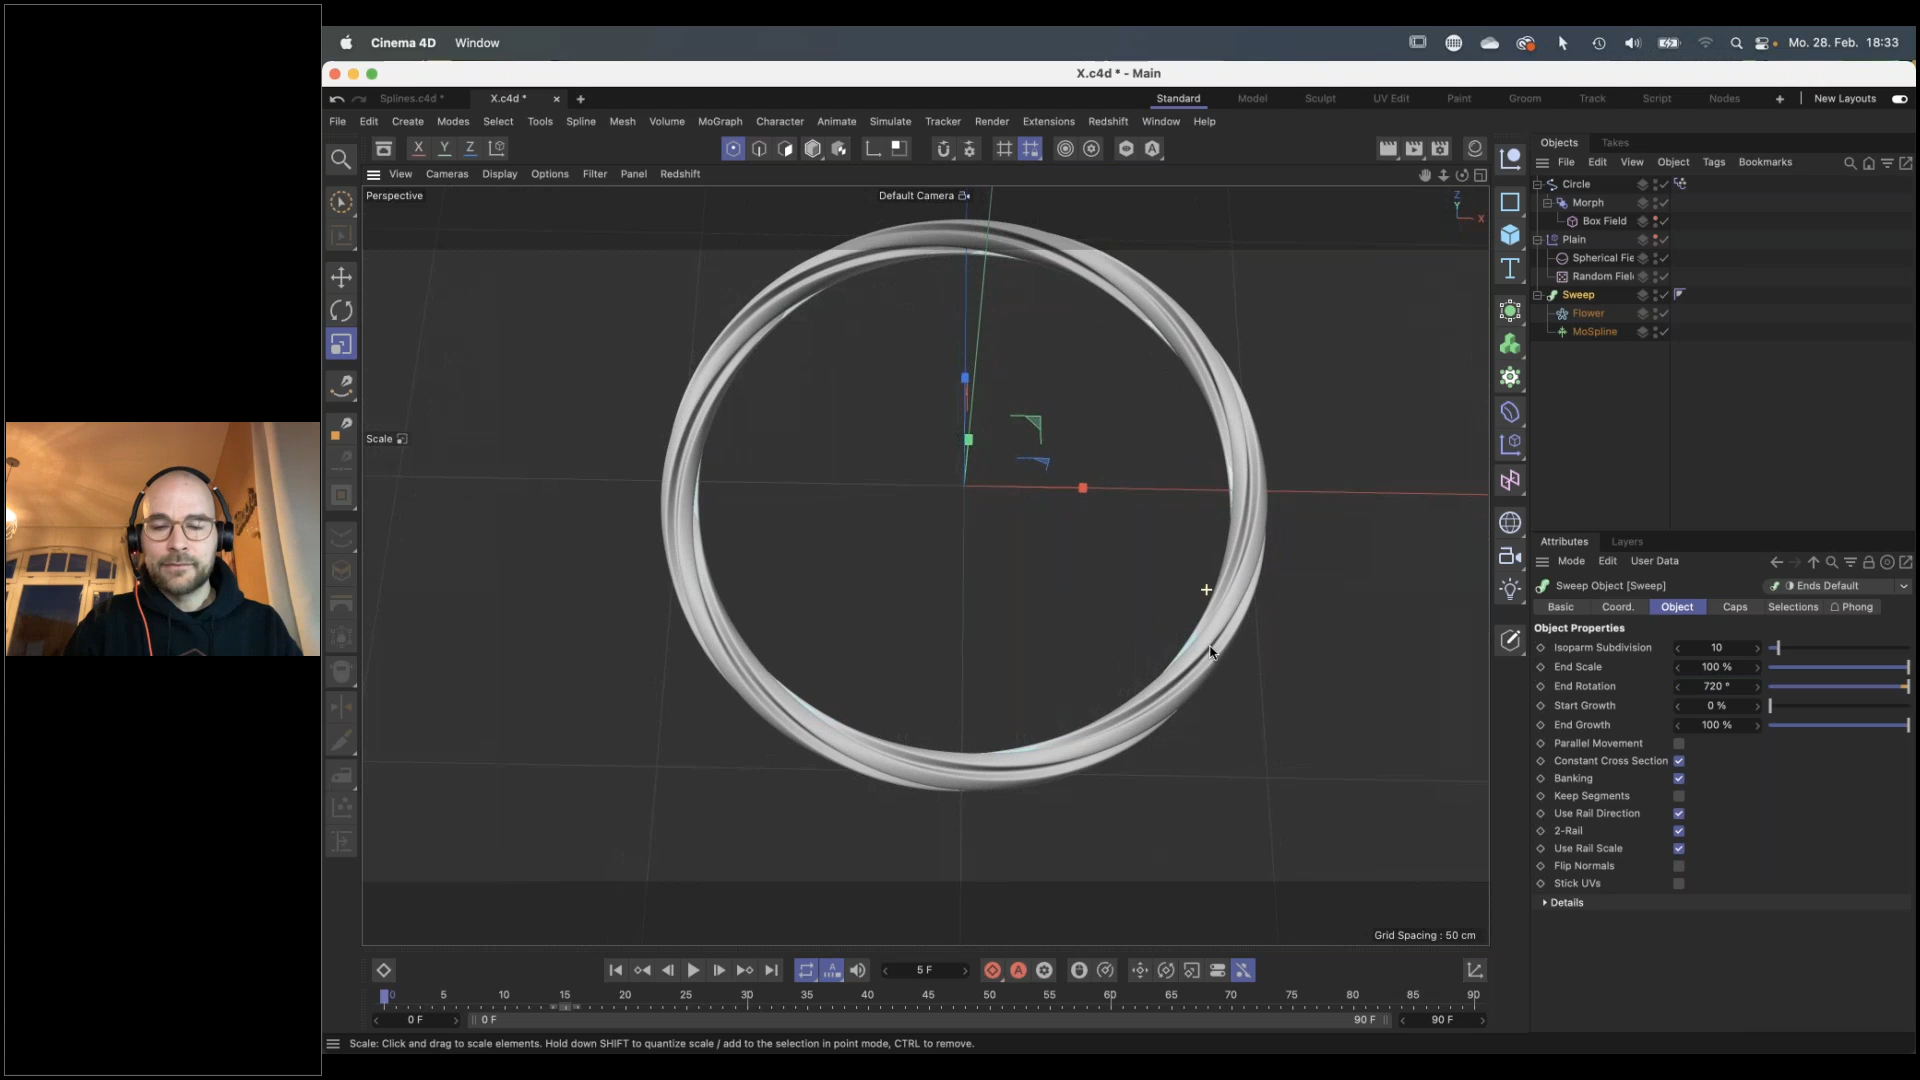 Cinema 4D Window
Mo. 28. Feb. 18:33
X.c4d * - Main
Splines.c4d *
X.c4d *
Standard Model Sculpt UV Edit Paint Groom Track Script Nodes New Layouts
File Edit Create Modes Select Tools Spline Mesh Volume MoGraph Character Animate Simulate Tracker Render Extensions Redshift Window Help
Objects Takes
X Y Z
File Edit View Object Tags Bookmarks
View Cameras Display Options Filter Panel Redshift
Perspective
Default Camera
Z
Y
X
Circle
Morph
Box Field
Plain
Spherical Fie
Random Fiel
Sweep
Flower
MoSpline
Scale
Attributes Layers
Mode Edit User Data
Sweep Object [Sweep]
Ends Default
Basic Coord. Object Caps Selections Phong
Object Properties
Isoparm Subdivision 10
End Scale 100 %
End Rotation 720 °
Start Growth 0 %
End Growth 100 %
Parallel Movement
Constant Cross Section
Banking
Keep Segments
Use Rail Direction
2-Rail
Use Rail Scale
Flip Normals
Stick UVs
Details
Grid Spacing : 50 cm
5 F
0 5 10 15 20 25 30 35 40 45 50 55 60 65 70 75 80 85 90
0 F 0 F 90 F 90 F
Scale: Click and drag to scale elements. Hold down SHIFT to quantize scale / add to the selection in point mode, CTRL to remove.